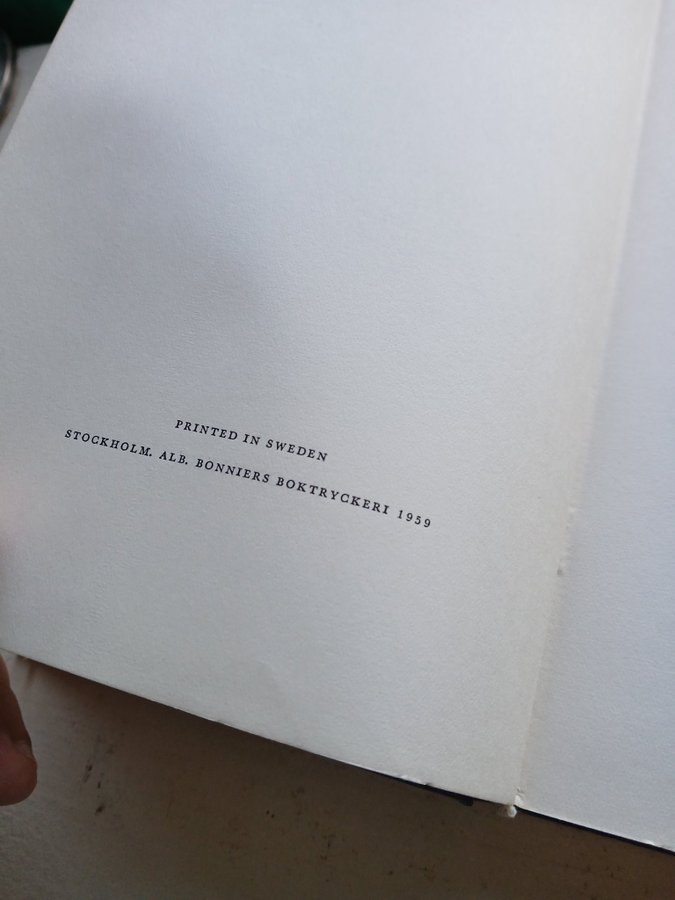 PRINTED IN SWEDEN
STOCKHOLM. ALB. BONNIERS BOKTRYCKERI 1959